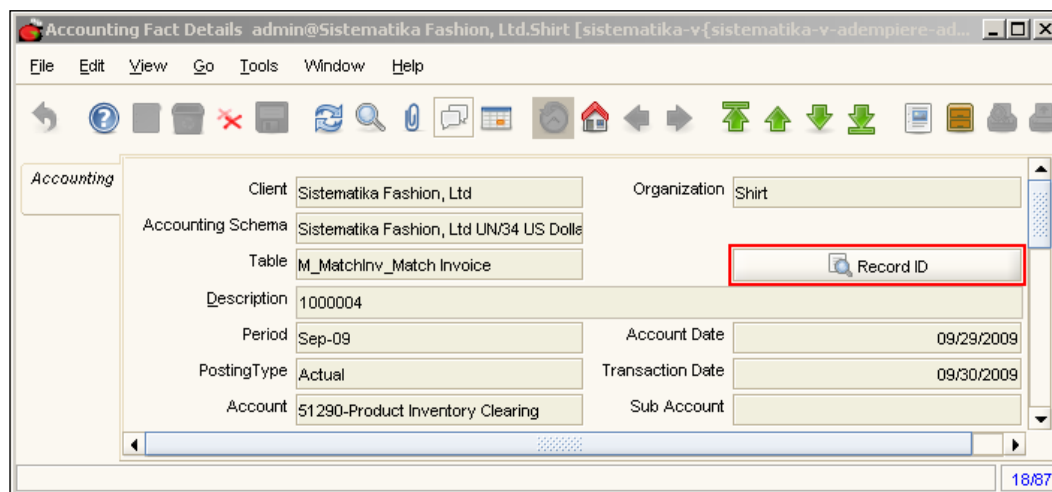 Accounting Fact Details admin@Sistematika Fashion, Ltd.Shirt [sistematika-v{sistematika-v-adempiere-ad...
File Edit View Go Tools Window Help
Accounting
Client Sistematika Fashion, Ltd Organization Shirt
Accounting Schema Sistematika Fashion, Ltd UN/34 US Dolla
Table M_MatchInv_Match Invoice Record ID
Description 1000004
Period Sep-09 Account Date 09/29/2009
PostingType Actual Transaction Date 09/30/2009
Account 51290-Product Inventory Clearing Sub Account
18/87